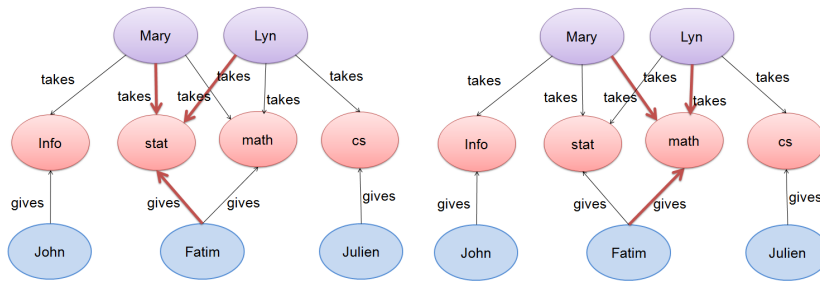 Mary Lyn
takes takes takes
takes takes takes
Info stat math cs
gives gives gives gives
John Fatim Julien
Mary Lyn
takes takes takes
takes takes takes
Info stat math cs
gives gives gives gives
John Fatim Julien